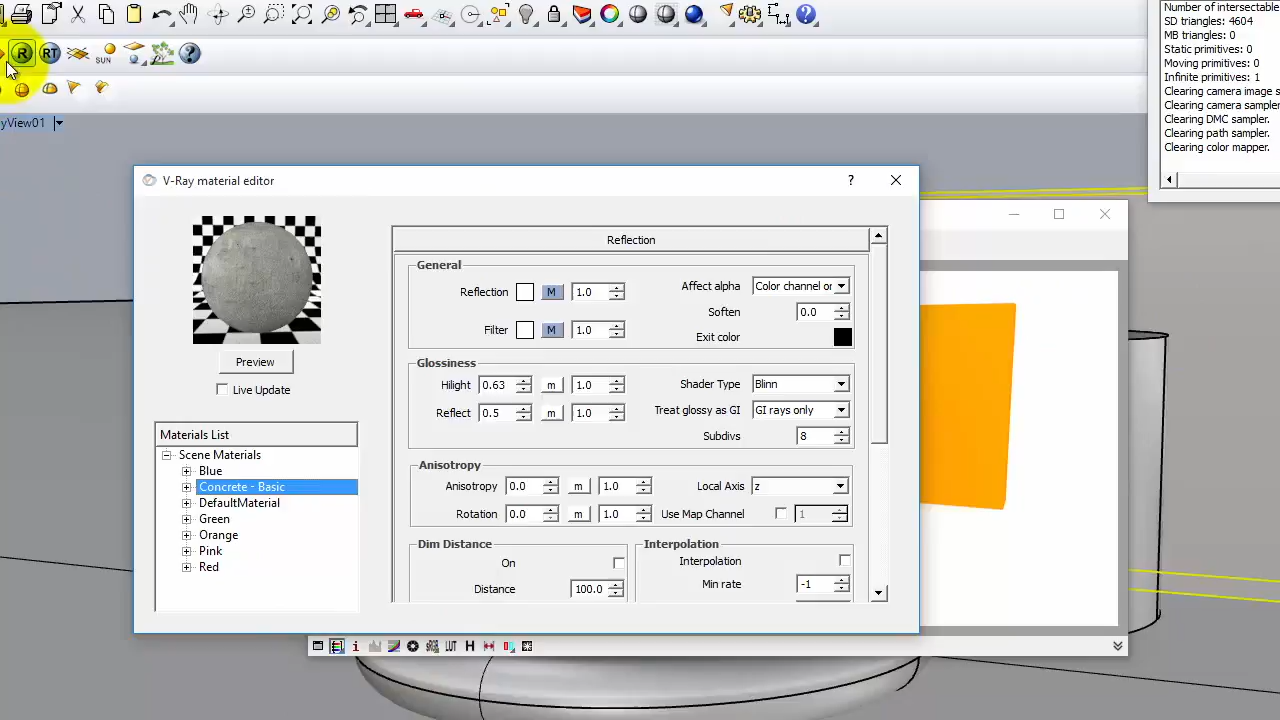 Number of intersectable
SD triangles: 4604
MB triangles: 0
Static primitives: 0
Moving primitives: 0
Infinite primitives: 1
Clearing camera image s
Clearing camera sampler
Clearing DMC sampler.
Clearing path sampler.
Clearing color mapper.
R RT SUN
yView01
V-Ray material editor
Reflection
General
Reflection M 1.0
Affect alpha Color channel or
Soften 0.0
Filter M 1.0
Exit color
Glossiness
Hilight 0.63 m 1.0
Shader Type Blinn
Reflect 0.5 m 1.0
Treat glossy as GI GI rays only
Subdivs 8
Anisotropy
Anisotropy 0.0 m 1.0
Local Axis z
Rotation 0.0 m 1.0
Use Map Channel 1
Dim Distance
On
Distance 100.0
Interpolation
Interpolation
Min rate -1
Preview
Live Update
Materials List
Scene Materials
Blue
Concrete - Basic
DefaultMaterial
Green
Orange
Pink
Red
LUT H